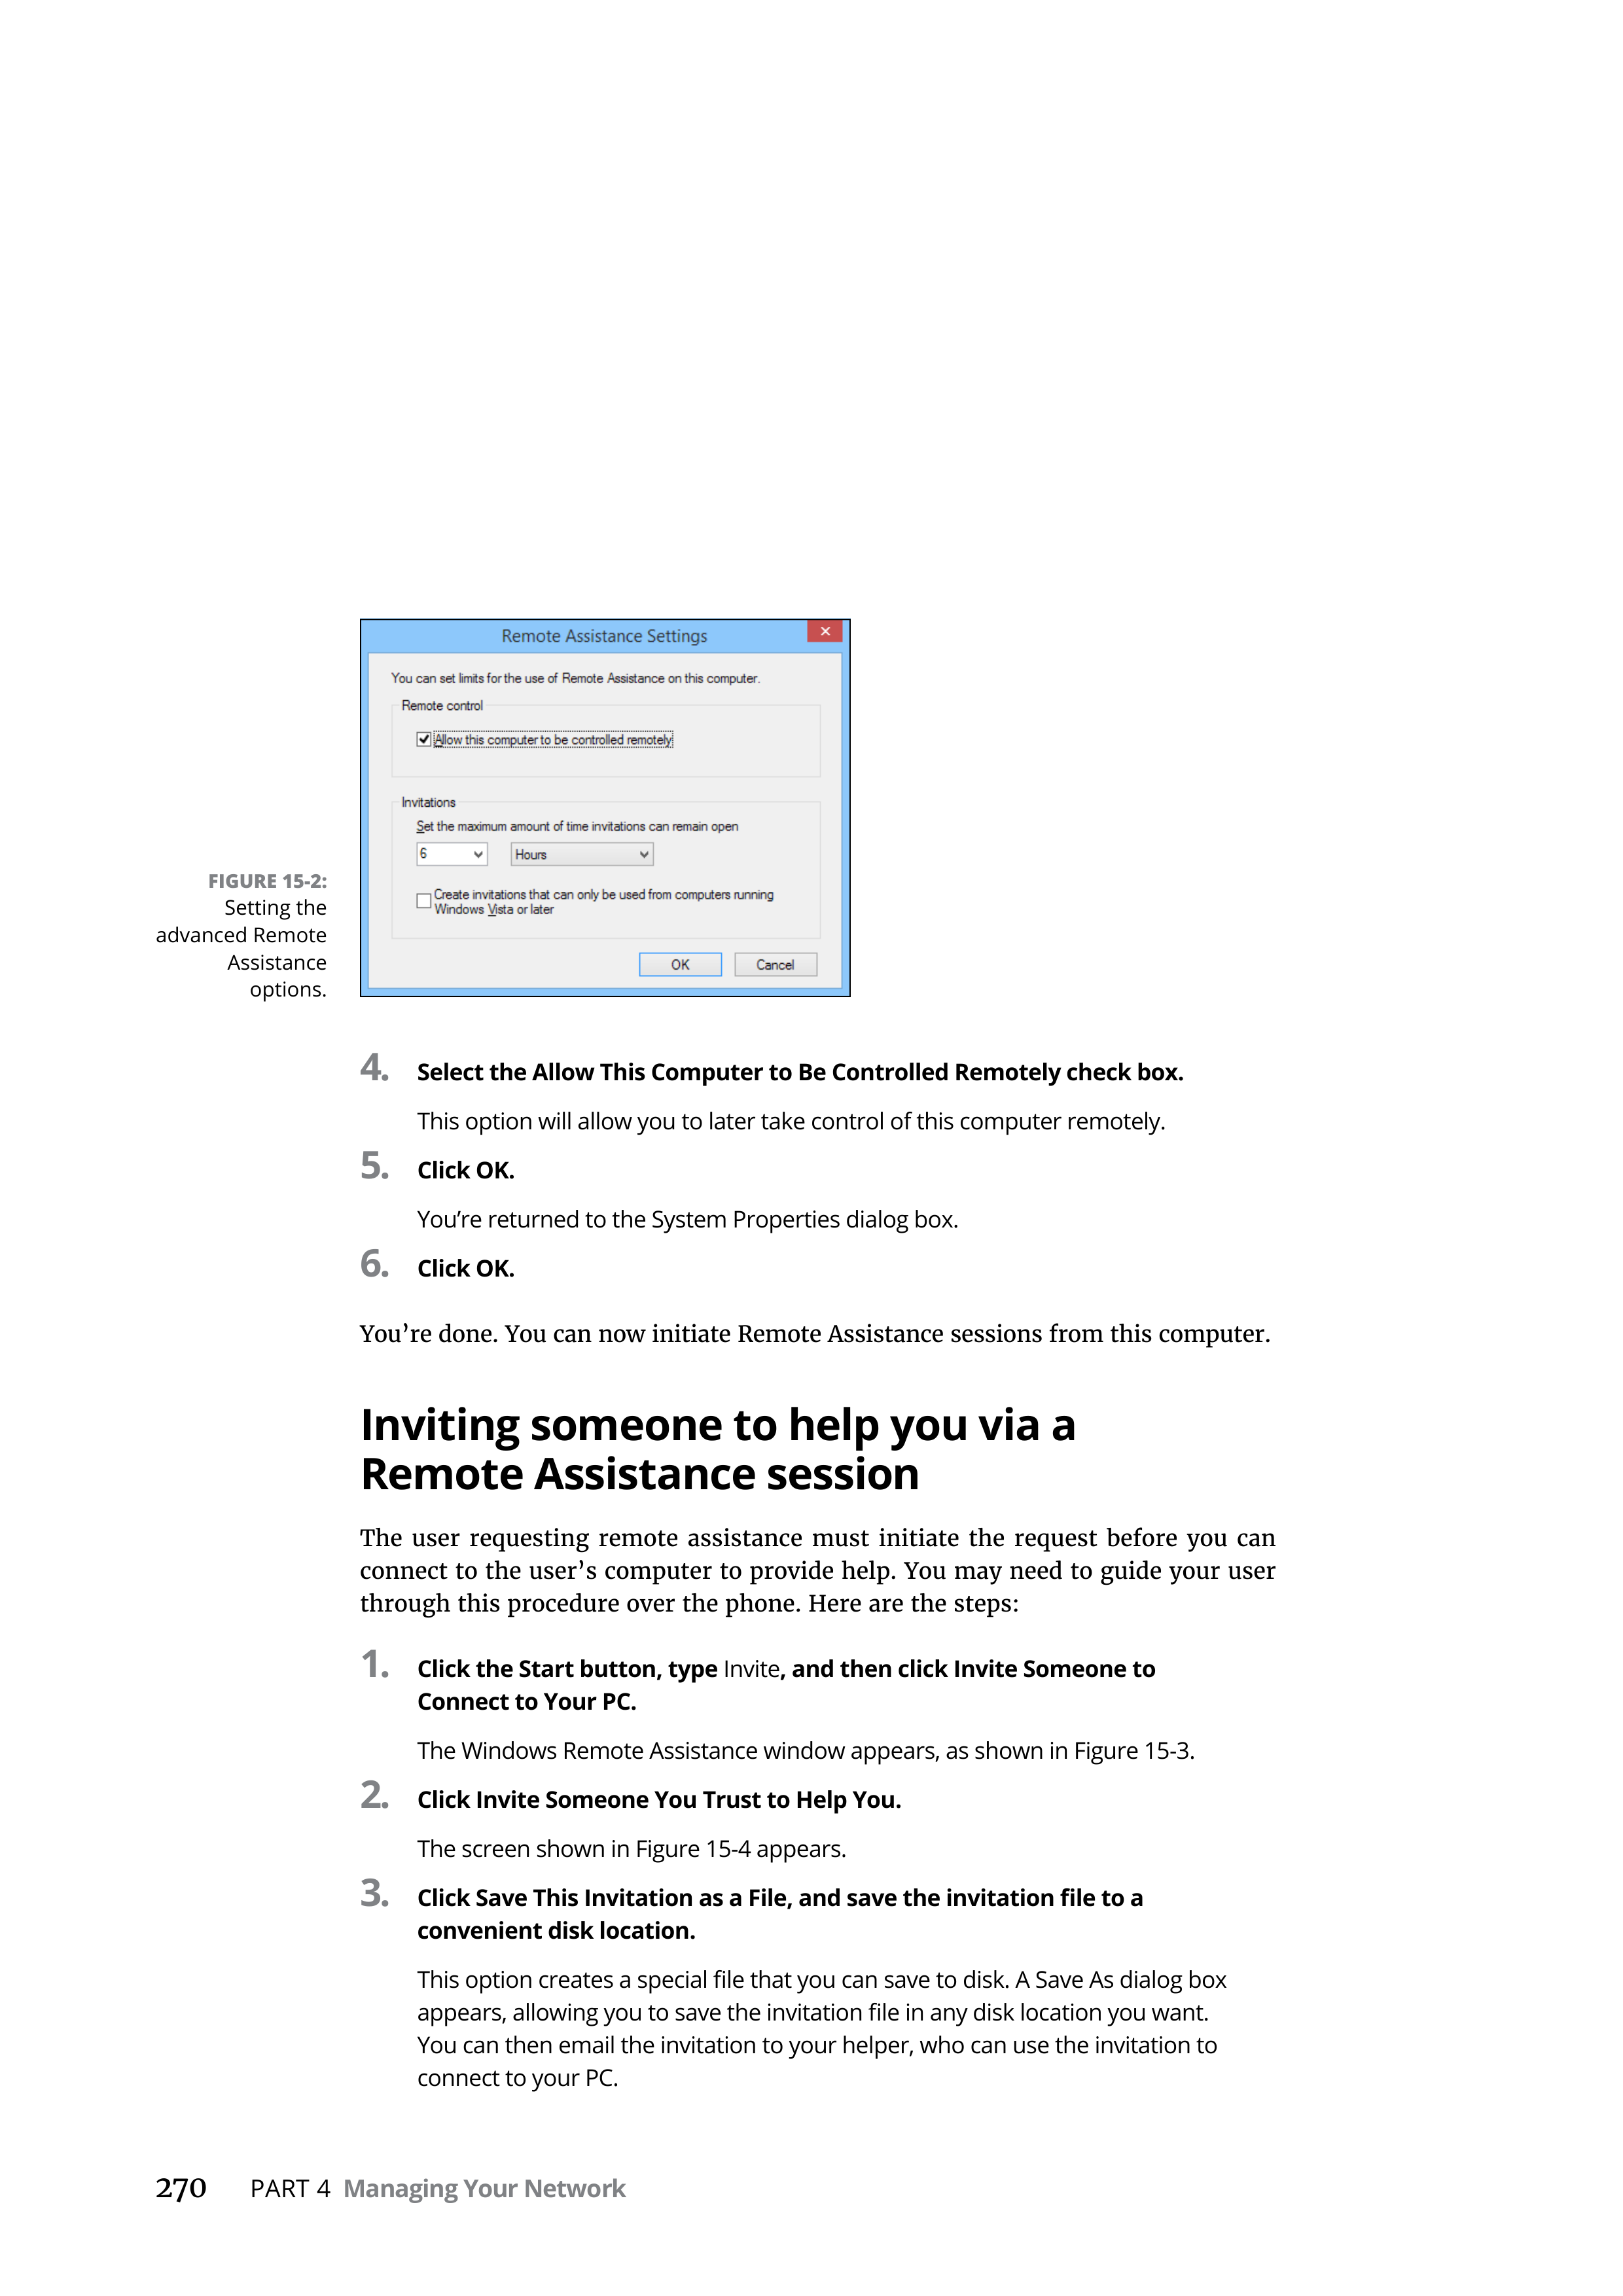 Remote Assistance Settings
You can set limits for the use of Remote Assistance on this computer.
Remote control
Allow this computer to be controlled remotely
Invitations
Set the maximum amount of time invitations can remain open
6 Hours
Create invitations that can only be used from computers running
Windows Vista or later
OK Cancel
FIGURE 15-2:
Setting the
advanced Remote
Assistance
options.
4. Select the Allow This Computer to Be Controlled Remotely check box.
This option will allow you to later take control of this computer remotely.
5. Click OK.
You’re returned to the System Properties dialog box.
6. Click OK.
You’re done. You can now initiate Remote Assistance sessions from this computer.
Inviting someone to help you via a
Remote Assistance session
The user requesting remote assistance must initiate the request before you can
connect to the user’s computer to provide help. You may need to guide your user
through this procedure over the phone. Here are the steps:
1. Click the Start button, type Invite, and then click Invite Someone to
Connect to Your PC.
The Windows Remote Assistance window appears, as shown in Figure 15-3.
2. Click Invite Someone You Trust to Help You.
The screen shown in Figure 15-4 appears.
3. Click Save This Invitation as a File, and save the invitation file to a
convenient disk location.
This option creates a special file that you can save to disk. A Save As dialog box
appears, allowing you to save the invitation file in any disk location you want.
You can then email the invitation to your helper, who can use the invitation to
connect to your PC.
270 PART 4 Managing Your Network